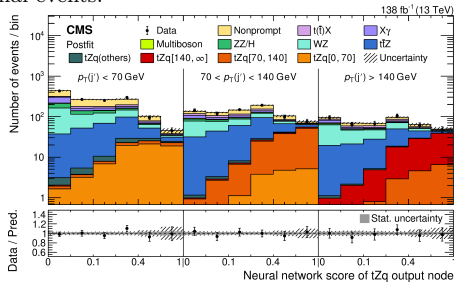 nal events.
138 fb⁻¹ (13 TeV)
CMS
Postfit
Data
Nonprompt
t(t̄)X
Xγ
Multiboson
ZZ/H
WZ
tt̄Z
tZq(others)
tZq[140, ∞]
tZq[70, 140]
tZq[0, 70]
Uncertainty
p_T(j′) < 70 GeV
70 < p_T(j′) < 140 GeV
p_T(j′) > 140 GeV
Number of events / bin
10⁴
10³
10²
10
1
Data / Pred.
1.4
1.2
1.0
0.8
0.6
Stat. uncertainty
0 0.1 0.4 1|0 0.1 0.4 1|0 0.1 0.4 1
Neural network score of tZq output node